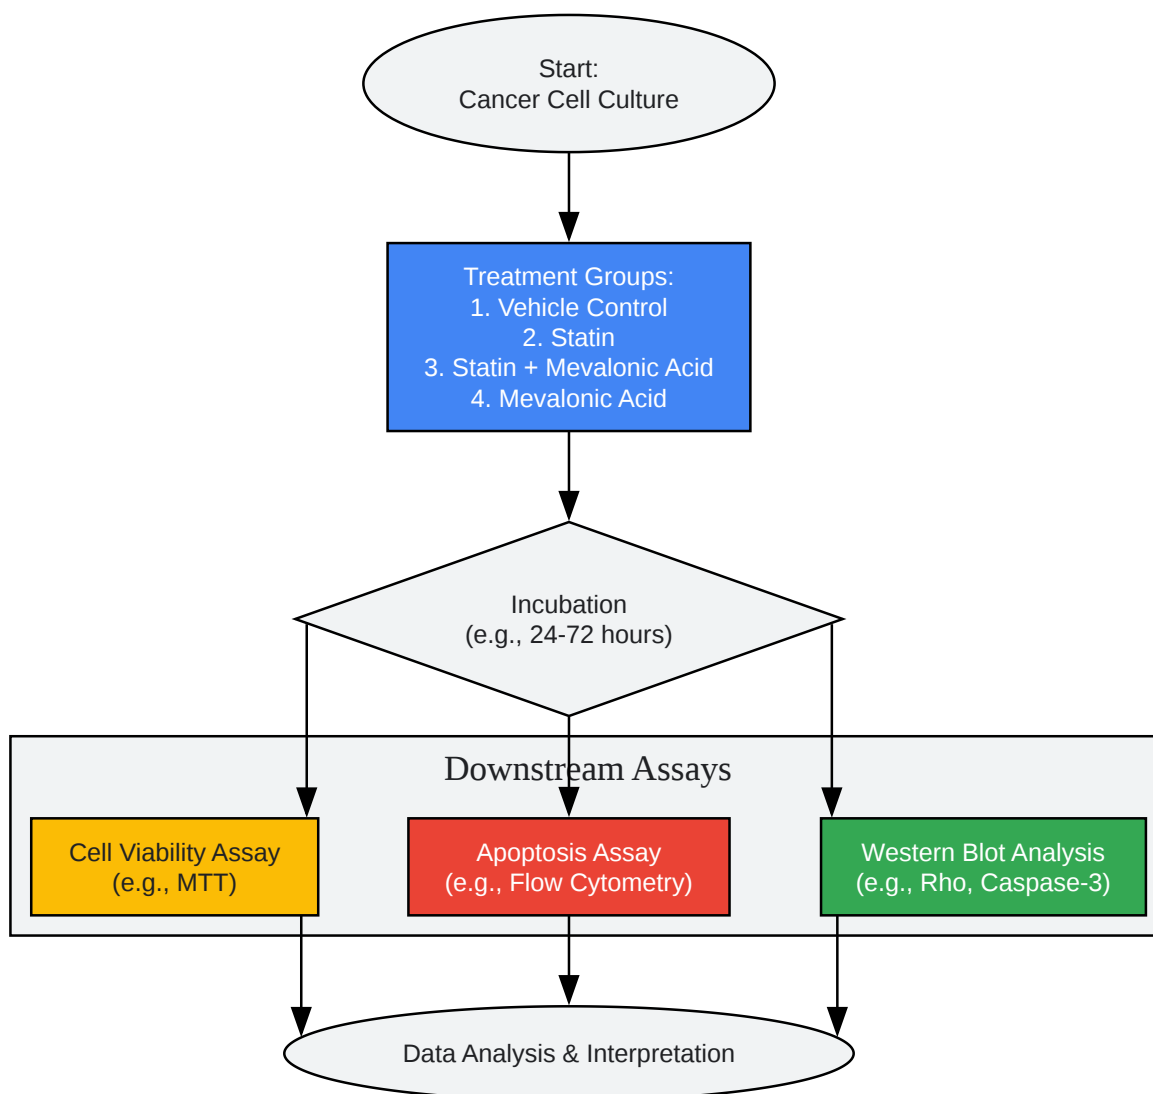 Start:
Cancer Cell Culture
Treatment Groups:
1. Vehicle Control
2. Statin
3. Statin + Mevalonic Acid
4. Mevalonic Acid
Incubation
(e.g., 24-72 hours)
Downstream Assays
Cell Viability Assay
(e.g., MTT)
Apoptosis Assay
(e.g., Flow Cytometry)
Western Blot Analysis
(e.g., Rho, Caspase-3)
Data Analysis & Interpretation